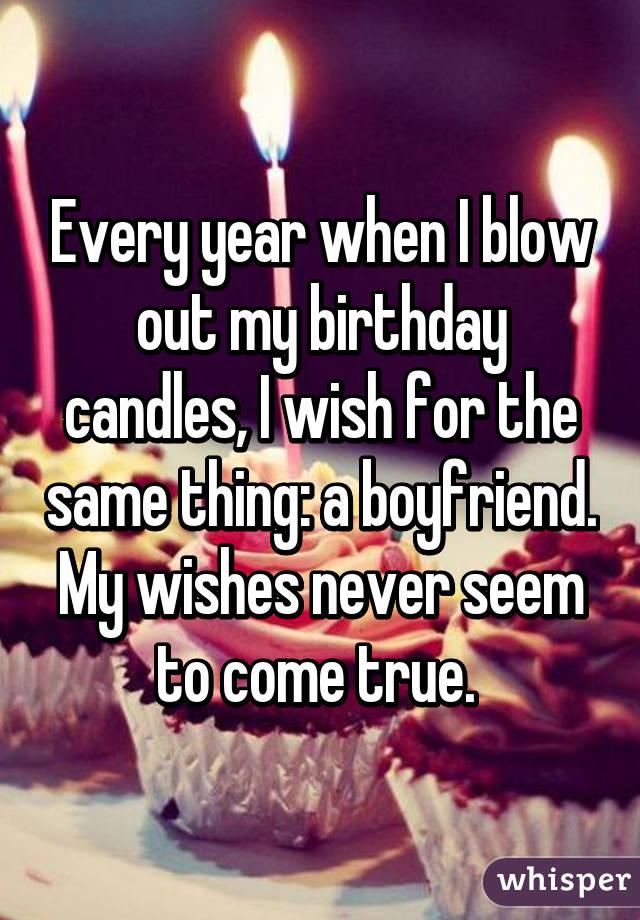 Every year when I blow
out my birthday
candles, I wish for the
same thing: a boyfriend.
My wishes never seem
to come true.
whisper